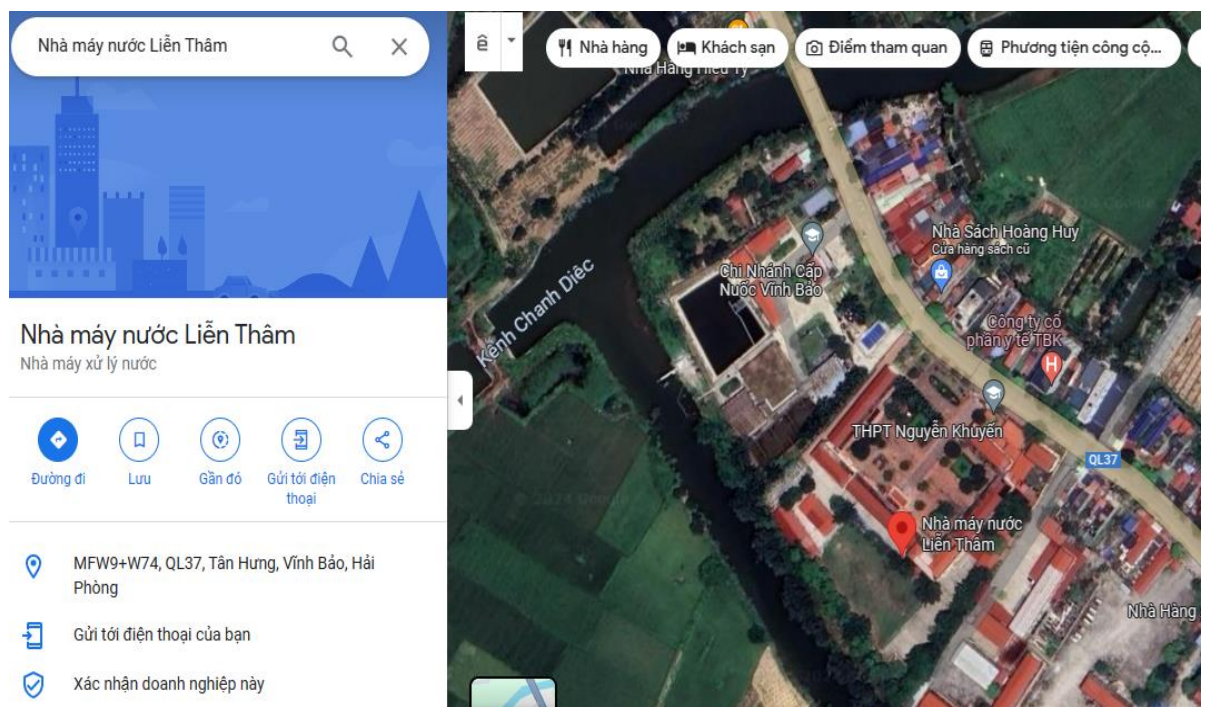 Nhà máy nước Liễn Thâm
ê
Nhà hàng
Khách sạn
Điểm tham quan
Phương tiện công cộ...
Nhà máy nước Liễn Thâm
Nhà máy xử lý nước
Đường đi
Lưu
Gần đó
Gửi tới điện
thoại
Chia sẻ
MFW9+W74, QL37, Tân Hưng, Vĩnh Bảo, Hải
Phòng
Gửi tới điện thoại của bạn
Xác nhận doanh nghiệp này
Kênh Chanh Diêc
Chi Nhánh Cấp
Nước Vĩnh Bảo
Nhà Sách Hoàng Huy
Cửa hàng sách cũ
Công ty cổ
phần y tế TBK
H
THPT Nguyễn Khuyến
QL37
Nhà máy nước
Liễn Thâm
Nhà Hàng